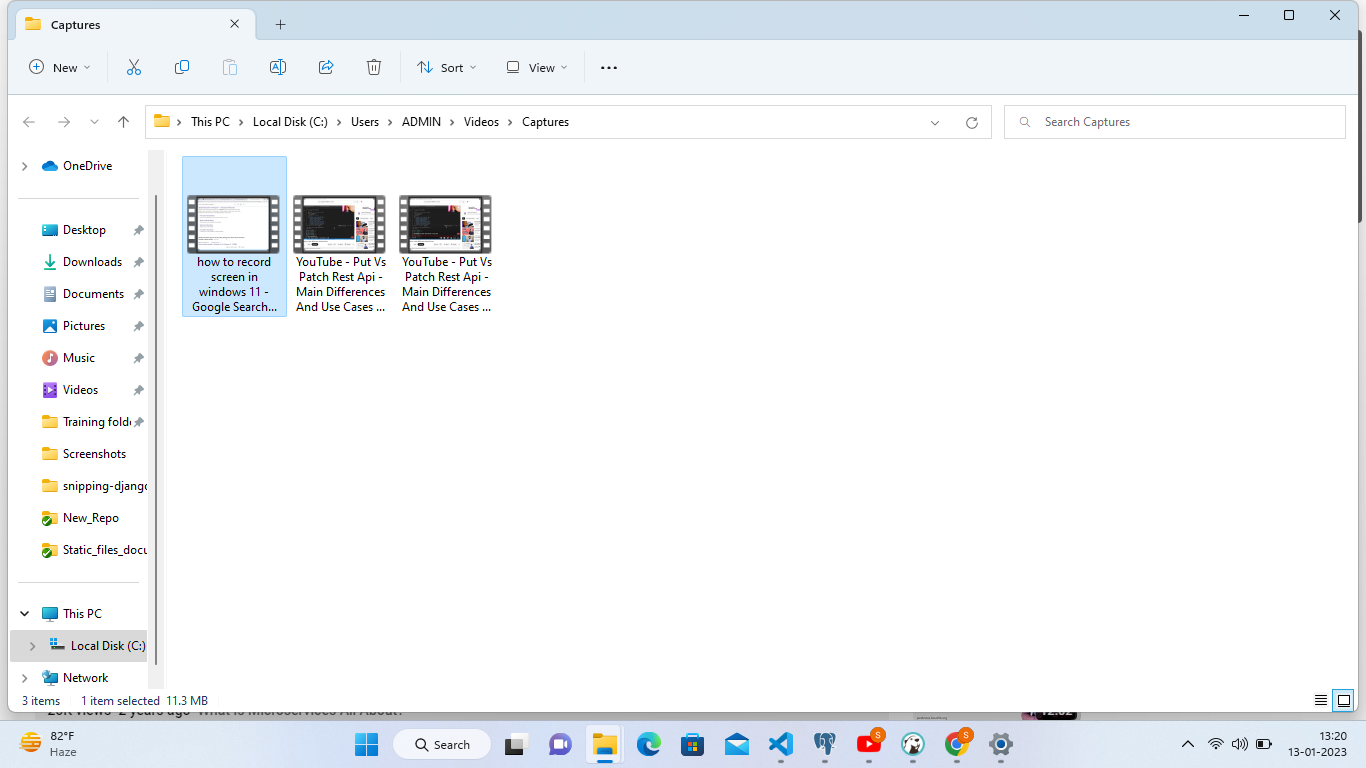 Captures
New
Sort
View
This PC
Local Disk (C:)
Users
ADMIN
Videos
Captures
Search Captures
OneDrive
Desktop
Downloads
Documents
Pictures
Music
Videos
Training fold
Screenshots
snipping-django
New_Repo
Static_files_docu
This PC
Local Disk (C:)
Network
how to record
screen in
windows 11 -
Google Search...
YouTube - Put Vs
Patch Rest Api -
Main Differences
And Use Cases ...
YouTube - Put Vs
Patch Rest Api -
Main Differences
And Use Cases ...
3 items
1 item selected 11.3 MB
82°F
Haze
Search
S
S
13:20
13-01-2023